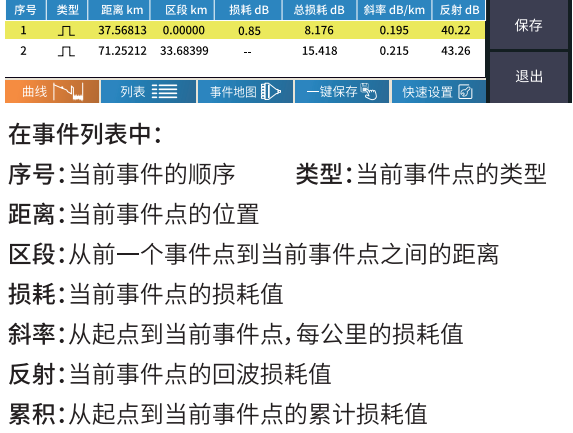 序号 类型 距离 km 区段 km 损耗 dB 总损耗 dB 斜率 dB/km 反射 dB
1 37.56813 0.00000 0.85 8.176 0.195 40.22
2 71.25212 33.68399 -- 15.418 0.215 43.26
曲线 列表 事件地图 一键保存 快速设置
保存
退出
在事件列表中：
序号：当前事件的顺序 类型：当前事件点的类型
距离：当前事件点的位置
区段：从前一个事件点到当前事件点之间的距离
损耗：当前事件点的损耗值
斜率：从起点到当前事件点，每公里的损耗值
反射：当前事件的回波损耗值
累积：从起点到当前事件点的累计损耗值